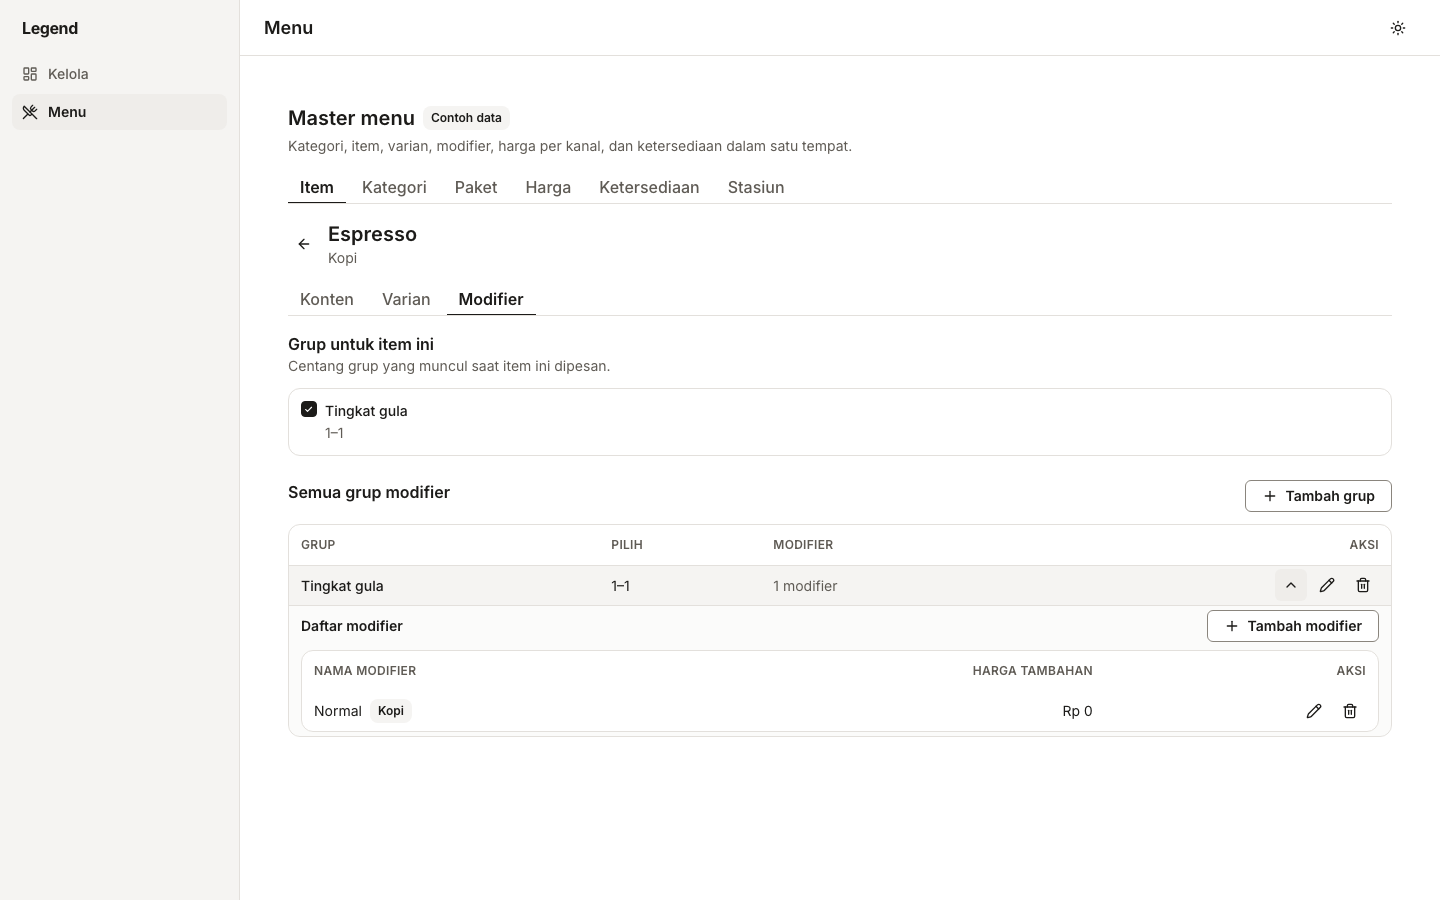 Legend
Menu
Kelola
Menu
Master menu Contoh data
Kategori, item, varian, modifier, harga per kanal, dan ketersediaan dalam satu tempat.
Item Kategori Paket Harga Ketersediaan Stasiun
Espresso
Kopi
Konten Varian Modifier
Grup untuk item ini
Centang grup yang muncul saat item ini dipesan.
Tingkat gula
1–1
Semua grup modifier
Tambah grup
GRUP PILIH MODIFIER AKSI
Tingkat gula 1–1 1 modifier
Daftar modifier Tambah modifier
NAMA MODIFIER HARGA TAMBAHAN AKSI
Normal Kopi Rp 0